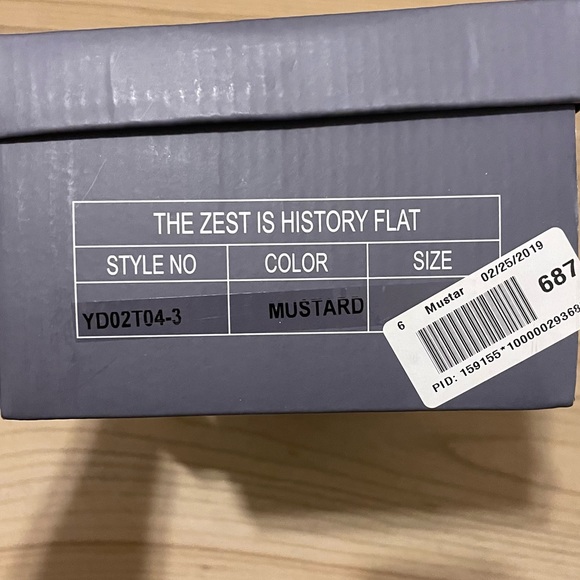 THE ZEST IS HISTORY FLAT
STYLE NO COLOR SIZE
YD02T04-3 MUSTARD
6 Mustar 02/25/2019
687
PID: 159155*10000029368